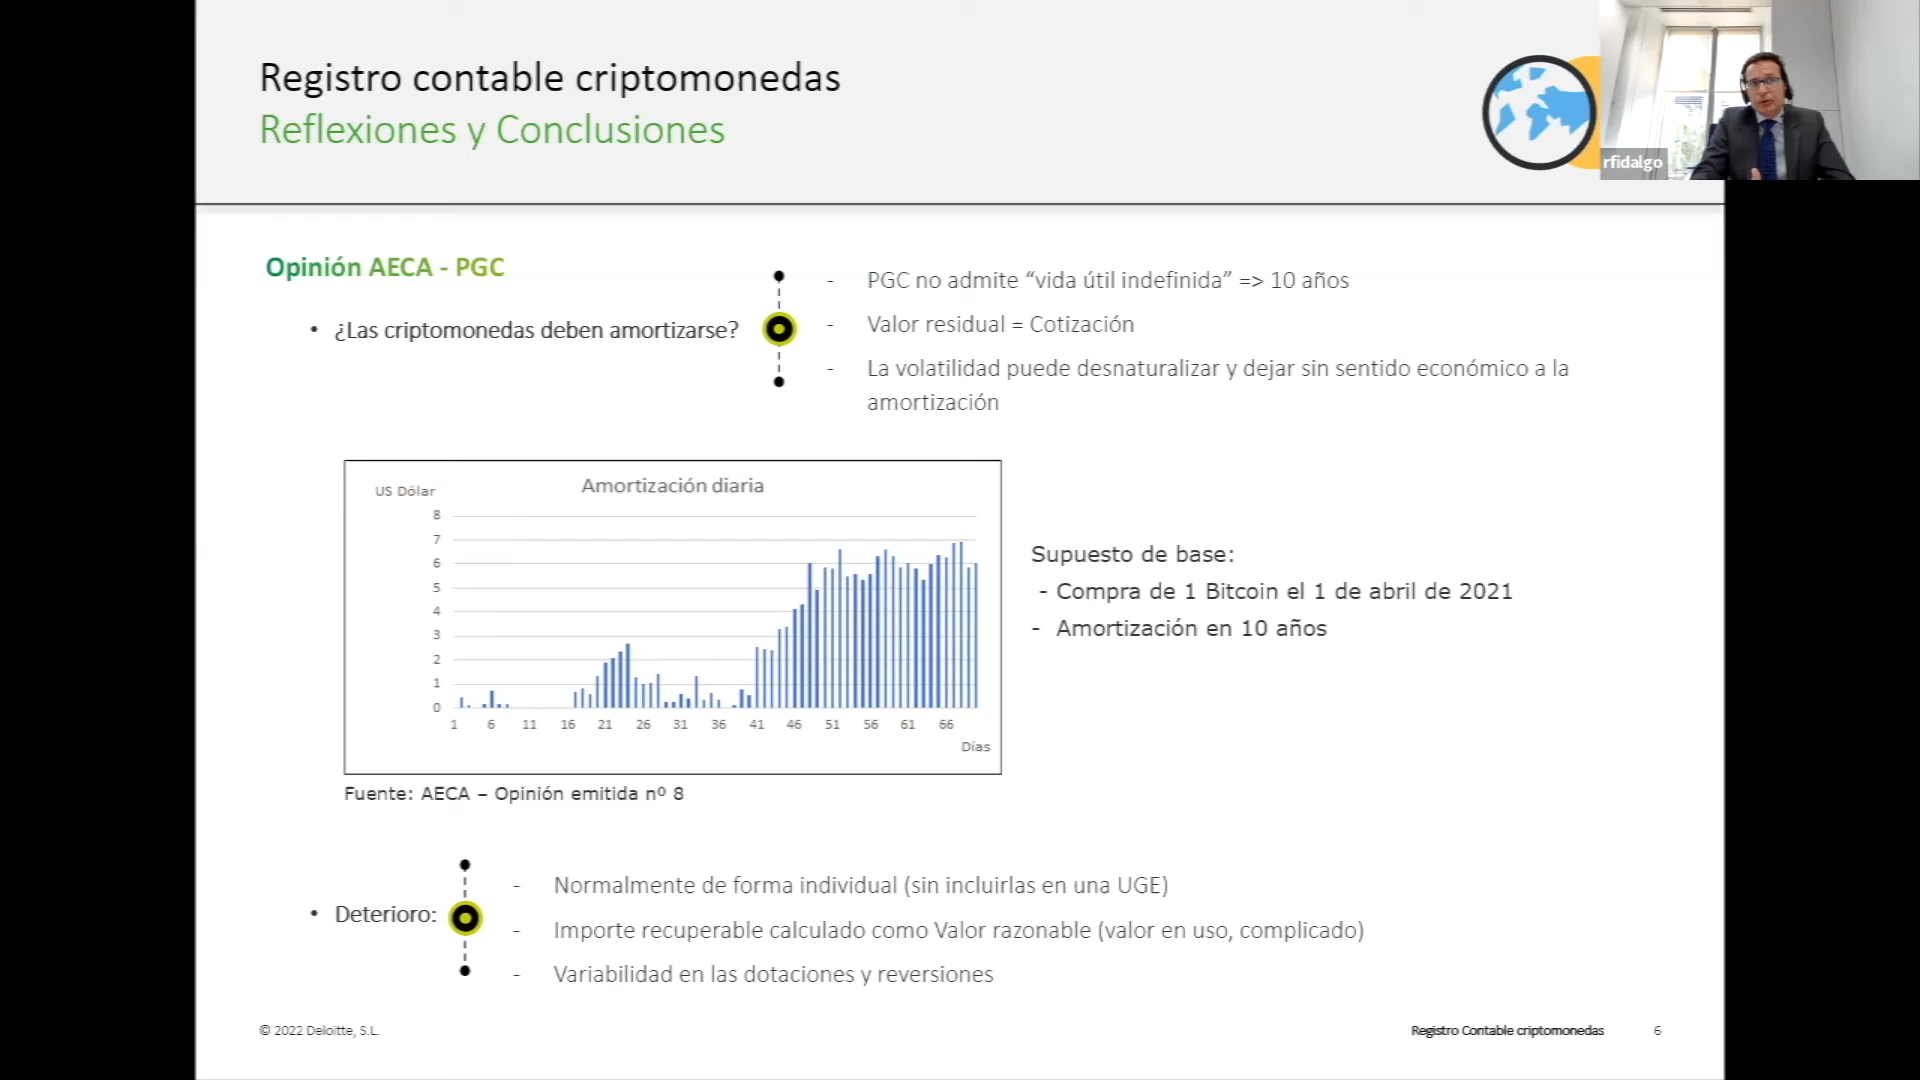 Registro contable criptomonedas
Reflexiones y Conclusiones
rfidalgo
Opinión AECA - PGC
• ¿Las criptomonedas deben amortizarse?
- PGC no admite “vida útil indefinida” => 10 años
- Valor residual = Cotización
- La volatilidad puede desnaturalizar y dejar sin sentido económico a la
amortización
Amortización diaria
US Dólar
8
7
6
5
4
3
2
1
0
1 6 11 16 21 26 31 36 41 46 51 56 61 66
Días
Fuente: AECA – Opinión emitida nº 8
Supuesto de base:
- Compra de 1 Bitcoin el 1 de abril de 2021
- Amortización en 10 años
• Deterioro:
- Normalmente de forma individual (sin incluirlas en una UGE)
- Importe recuperable calculado como Valor razonable (valor en uso, complicado)
- Variabilidad en las dotaciones y reversiones
© 2022 Deloitte, S.L.
Registro Contable criptomonedas 6